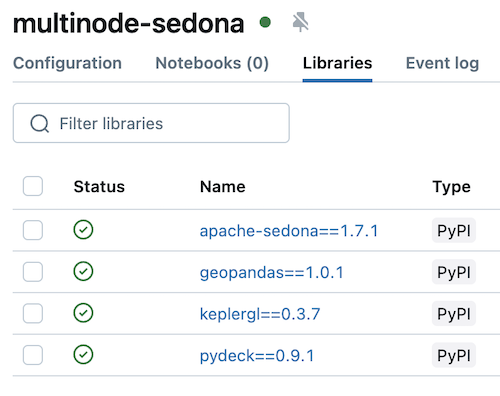 multinode-sedona
Configuration Notebooks (0) Libraries Event log
Filter libraries
Status Name Type
apache-sedona==1.7.1 PyPI
geopandas==1.0.1 PyPI
keplergl==0.3.7 PyPI
pydeck==0.9.1 PyPI